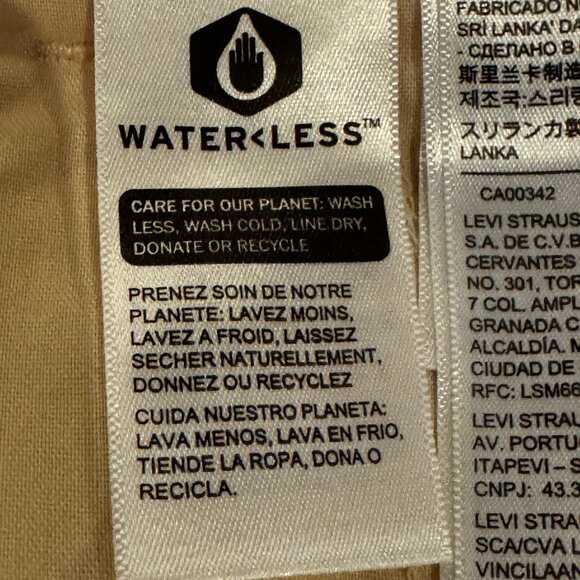 WATER<LESS™
CARE FOR OUR PLANET: WASH
LESS, WASH COLD, LINE DRY,
DONATE OR RECYCLE
PRENEZ SOIN DE NOTRE
PLANETE: LAVEZ MOINS,
LAVEZ A FROID, LAISSEZ
SECHER NATURELLEMENT,
DONNEZ OU RECYCLEZ
CUIDA NUESTRO PLANETA:
LAVA MENOS, LAVA EN FRIO,
TIENDE LA ROPA, DONA O
RECICLA.
FABRICADO N
SRİ LANKA' DA
- СДЕЛАНО В
斯里兰卡制造
제조국:스리랑
スリランカ製
LANKA
CA00342
LEVI STRAUS
S.A. DE C.V.B
CERVANTES
NO. 301, TOR
7 COL. AMPL
GRANADA C
ALCALDÍA. M
CIUDAD DE
RFC: LSM66
LEVI STRAU
AV. PORTU
ITAPEVI – S
CNPJ: 43.3
LEVI STRA
SCA/CVA L
VINCILAAN